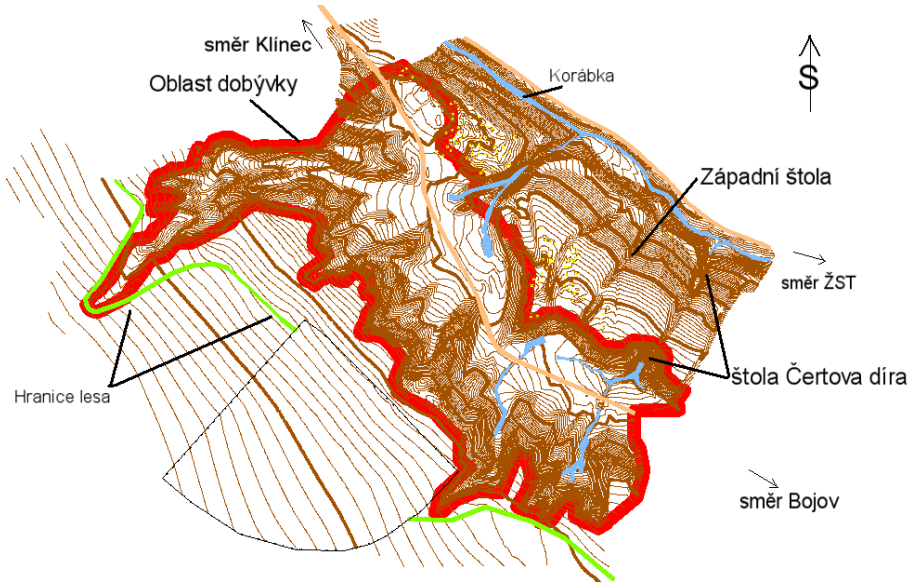 směr Klínec
Oblast dobývky
Korábka
S
Západní štola
směr ŽST
Hranice lesa
štola Čertova díra
směr Bojov